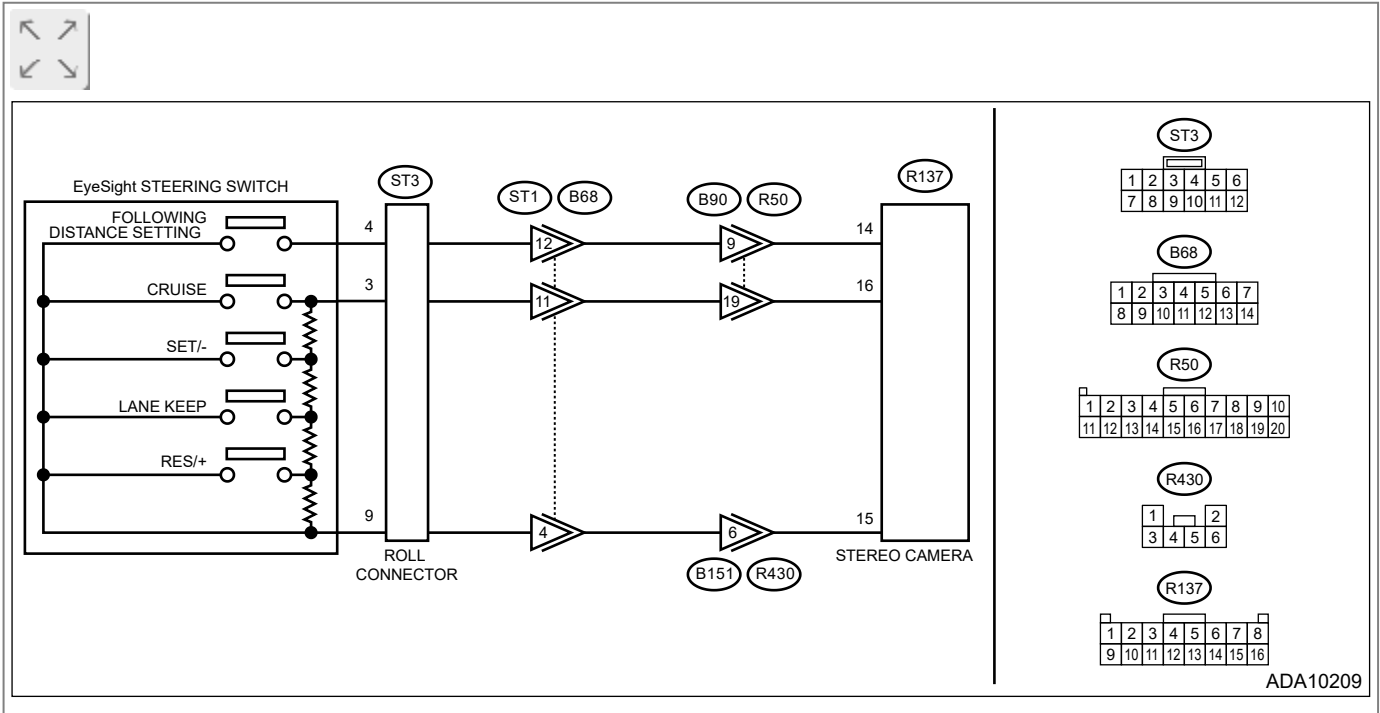 EyeSight STEERING SWITCH
FOLLOWING
DISTANCE SETTING
CRUISE
SET/-
LANE KEEP
RES/+
4
3
9
ST3
ROLL
CONNECTOR
ST1 B68
12
11
4
B90 R50
9
19
6
B151 R430
R137
14
16
15
STEREO CAMERA
ST3
1 2 3 4 5 6
7 8 9 10 11 12
B68
1 2 3 4 5 6 7
8 9 10 11 12 13 14
R50
1 2 3 4 5 6 7 8 9 10
11 12 13 14 15 16 17 18 19 20
R430
1 2
3 4 5 6
R137
1 2 3 4 5 6 7 8
9 10 11 12 13 14 15 16
ADA10209